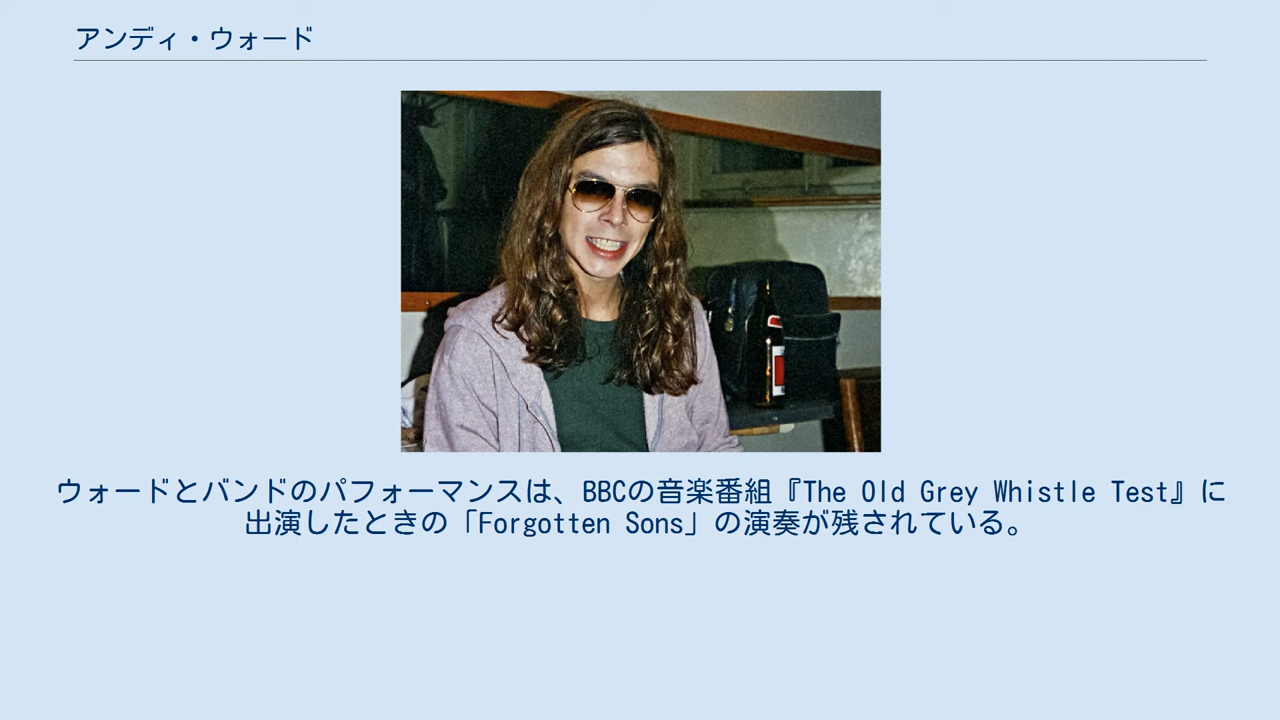 アンディ・ウォード
ウォードとバンドのパフォーマンスは、BBCの音楽番組『The Old Grey Whistle Test』に
出演したときの「Forgotten Sons」の演奏が残されている。